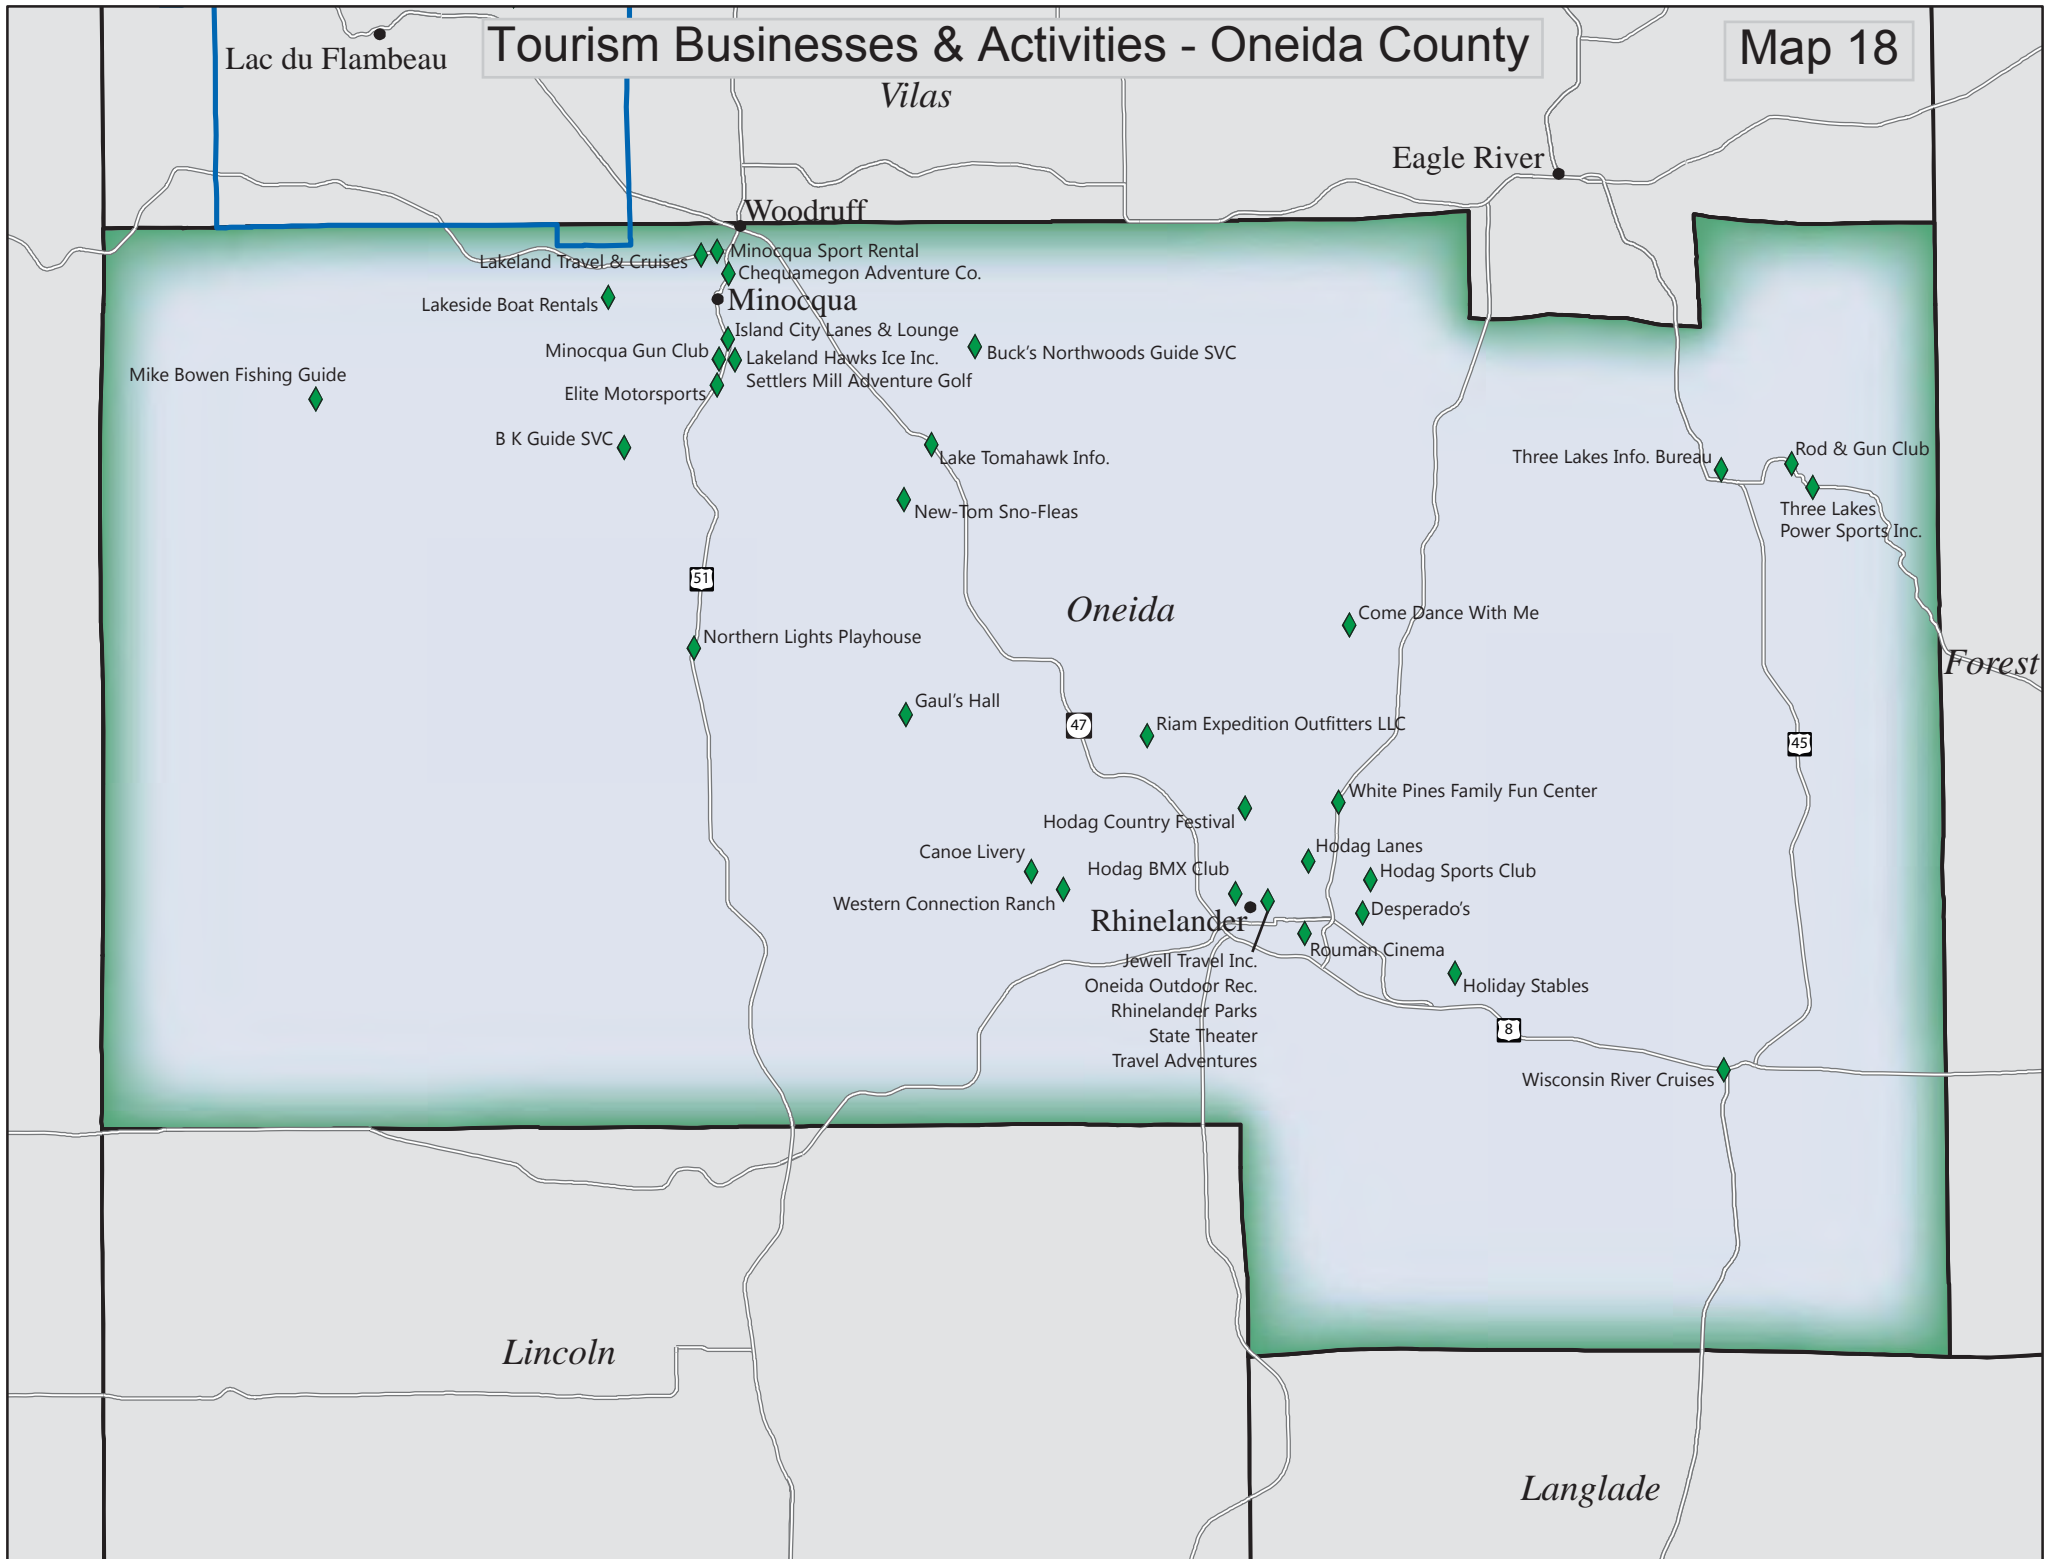 Tourism Businesses & Activities - Oneida County
Map 18
Lac du Flambeau
Vilas
Eagle River
Woodruff
Minocqua Sport Rental
Lakeland Travel & Cruises
Chequamegon Adventure Co.
Lakeside Boat Rentals
Minocqua
Island City Lanes & Lounge
Minocqua Gun Club
Lakeland Hawks Ice Inc.
Settlers Mill Adventure Golf
Buck's Northwoods Guide SVC
Mike Bowen Fishing Guide
Elite Motorsports
B K Guide SVC
Lake Tomahawk Info.
Three Lakes Info. Bureau
Rod & Gun Club
New-Tom Sno-Fleas
Three Lakes
Power Sports Inc.
51
Oneida
Come Dance With Me
Northern Lights Playhouse
Forest
Gaul's Hall
47
Riam Expedition Outfitters LLC
45
White Pines Family Fun Center
Hodag Country Festival
Hodag Lanes
Canoe Livery
Hodag BMX Club
Hodag Sports Club
Western Connection Ranch
Desperado's
Rhinelander
Rouman Cinema
Jewell Travel Inc.
Oneida Outdoor Rec.
Rhinelander Parks
State Theater
Travel Adventures
Holiday Stables
8
Wisconsin River Cruises
Lincoln
Langlade